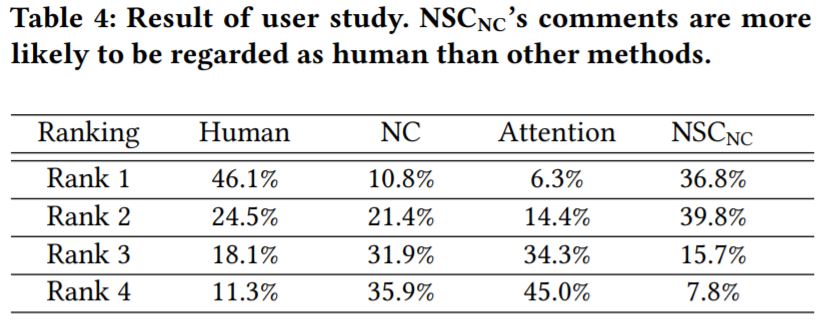 Table 4: Result of user study. NSCNC's comments are more
likely to be regarded as human than other methods.
Ranking Human NC Attention NSCNC
Rank 1 46.1% 10.8% 6.3% 36.8%
Rank 2 24.5% 21.4% 14.4% 39.8%
Rank 3 18.1% 31.9% 34.3% 15.7%
Rank 4 11.3% 35.9% 45.0% 7.8%